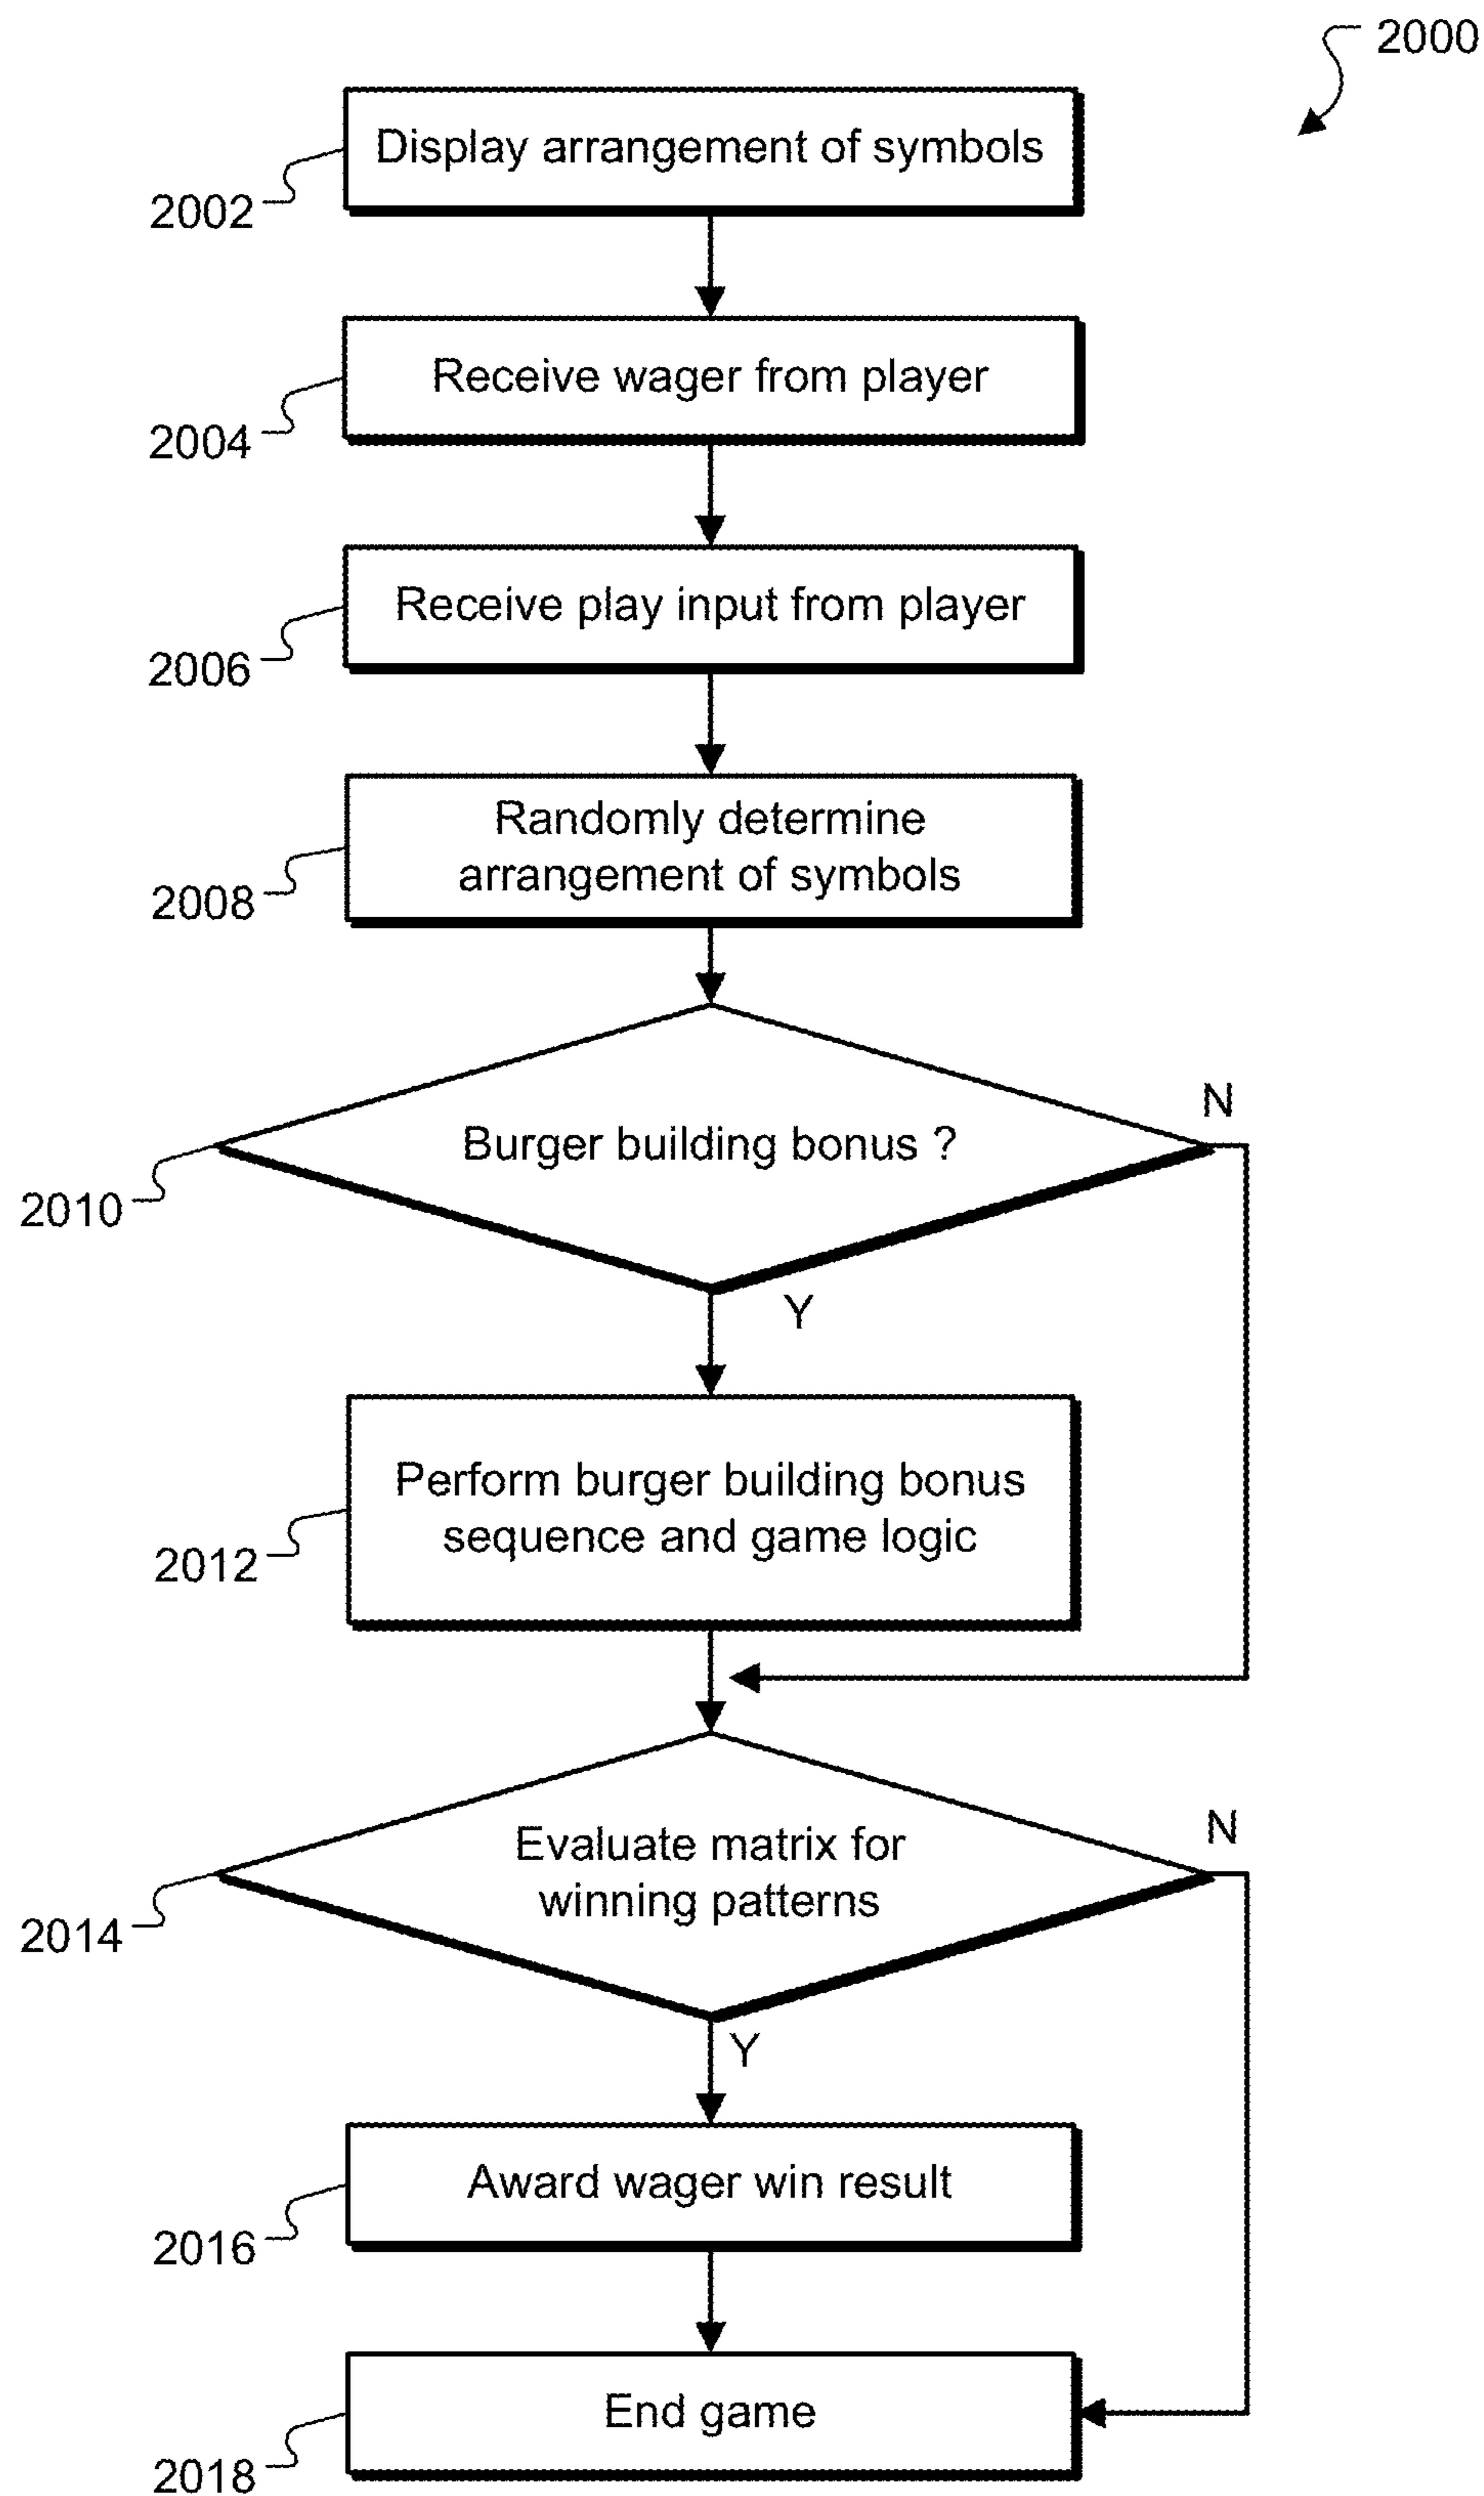 2000
Display arrangement of symbols
2002
Receive wager from player
2004
Receive play input from player
2006
Randomly determine
arrangement of symbols
2008
N
Burger building bonus ?
2010
Y
Perform burger building bonus
sequence and game logic
2012
N
Evaluate matrix for
winning patterns
2014
Y
Award wager win result
2016
End game
2018